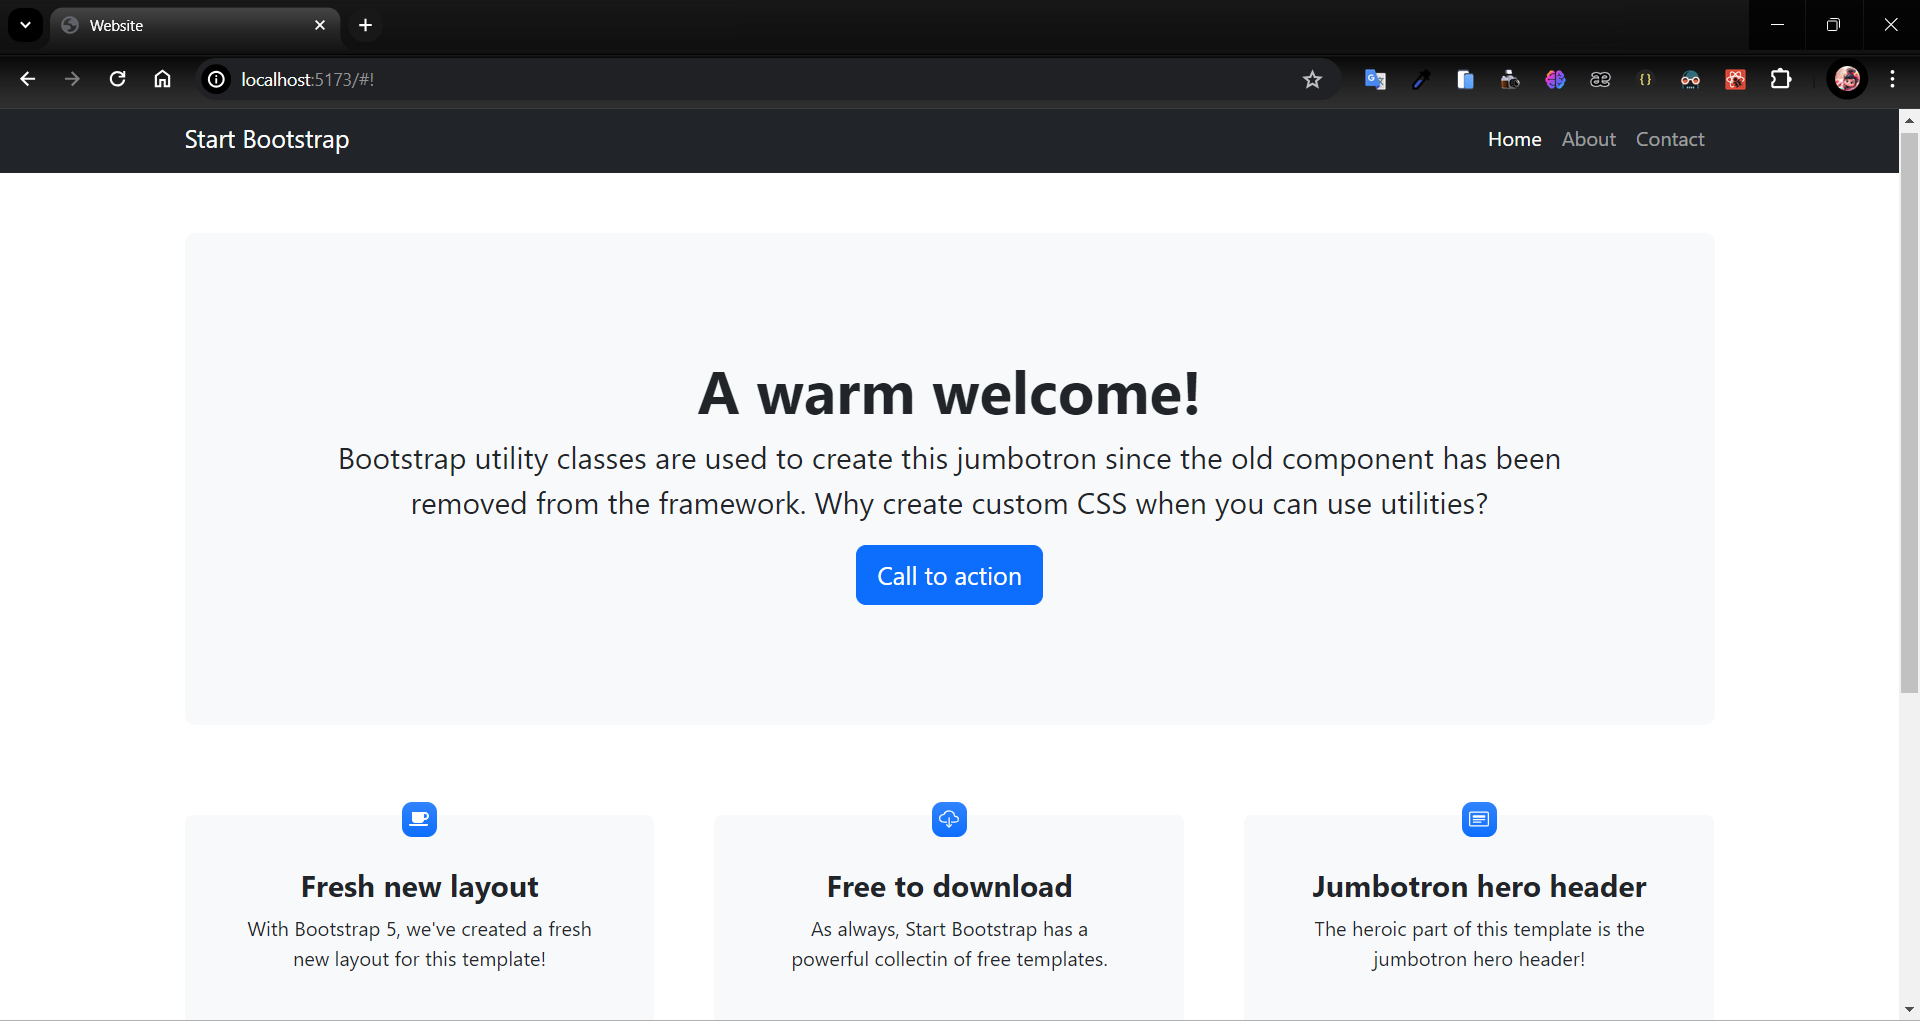 Website
localhost:5173/#!
Start Bootstrap
Home About Contact
A warm welcome!
Bootstrap utility classes are used to create this jumbotron since the old component has been
removed from the framework. Why create custom CSS when you can use utilities?
Call to action
Fresh new layout
With Bootstrap 5, we've created a fresh
new layout for this template!
Free to download
As always, Start Bootstrap has a
powerful collectin of free templates.
Jumbotron hero header
The heroic part of this template is the
jumbotron hero header!